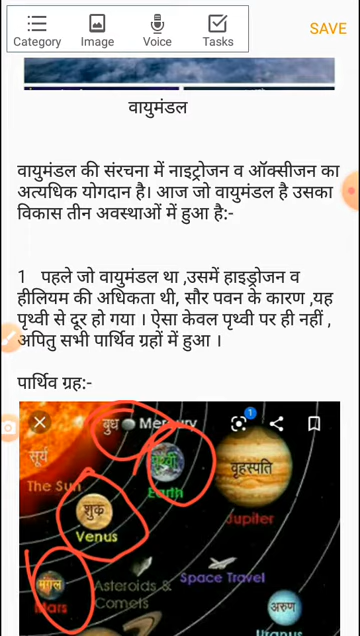 Category Image Voice Tasks SAVE
वायुमंडल
वायुमंडल की संरचना में नाइट्रोजन व ऑक्सीजन का
अत्यधिक योगदान है। आज जो वायुमंडल है उसका
विकास तीन अवस्थाओं में हुआ है:-
1 पहले जो वायुमंडल था ,उसमें हाइड्रोजन व
हीलियम की अधिकता थी, सौर पवन के कारण ,यह
पृथ्वी से दूर हो गया । ऐसा केवल पृथ्वी पर ही नहीं ,
अपितु सभी पार्थिव ग्रहों में हुआ ।
पार्थिव ग्रह:-
बुध Mercury
1
सूर्य
The Sun
पृथ्वी
Earth
वृहस्पति
Jupiter
शुक्र
Venus
मंगल
Mars
Asteroids &
Comets
Space Travel
अरुण
Uranus